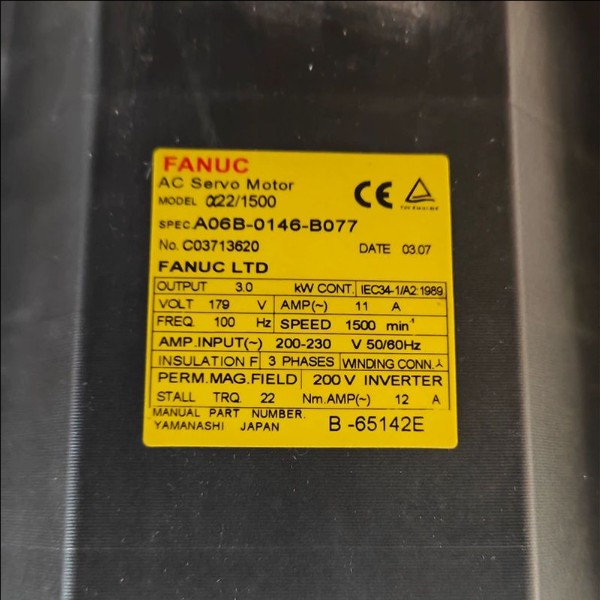 FANUC
AC Servo Motor
MODEL α22/1500
CE
SPEC. A06B-0146-B077
No. C03713620 DATE 03.07
FANUC LTD
OUTPUT 3.0 kW CONT. IEC34-1/A2:1989
VOLT 179 V AMP(~) 11 A
FREQ. 100 Hz SPEED 1500 min⁻¹
AMP.INPUT(~) 200-230 V 50/60Hz
INSULATION F 3 PHASES WINDING CONN. ⅄
PERM.MAG.FIELD 200 V INVERTER
STALL TRQ. 22 Nm.AMP(~) 12 A
MANUAL PART NUMBER.
YAMANASHI JAPAN B -65142E